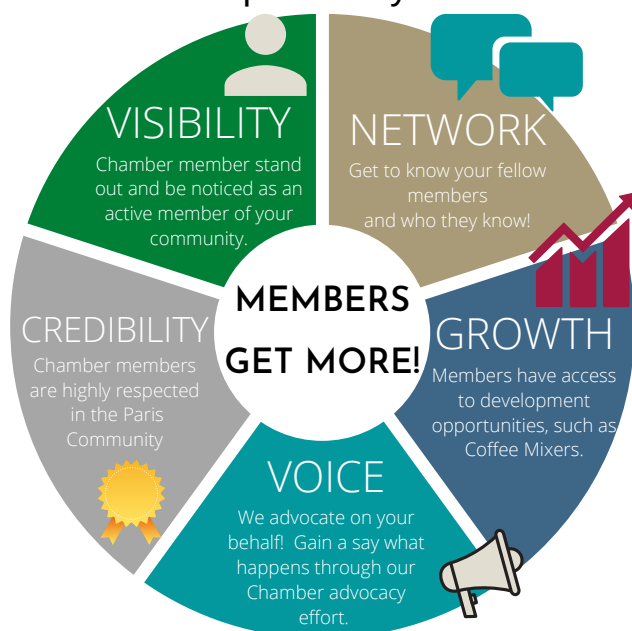 VISIBILITY
Chamber member stand
out and be noticed as an
active member of your
community.
NETWORK
Get to know your fellow
members
and who they know!
MEMBERS
GET MORE!
CREDIBILITY
Chamber members
are highly respected
in the Paris
Community
GROWTH
Members have access
to development
opportunities, such as
Coffee Mixers.
VOICE
We advocate on your
behalf! Gain a say what
happens through our
Chamber advocacy
effort.